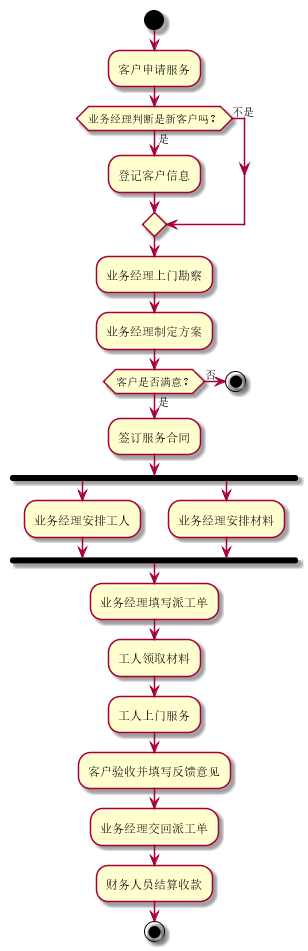 客户申请服务
业务经理判断是新客户吗？
不是
是
登记客户信息
业务经理上门勘察
业务经理制定方案
客户是否满意？
否
是
签订服务合同
业务经理安排工人
业务经理安排材料
业务经理填写派工单
工人领取材料
工人上门服务
客户验收并填写反馈意见
业务经理交回派工单
财务人员结算收款